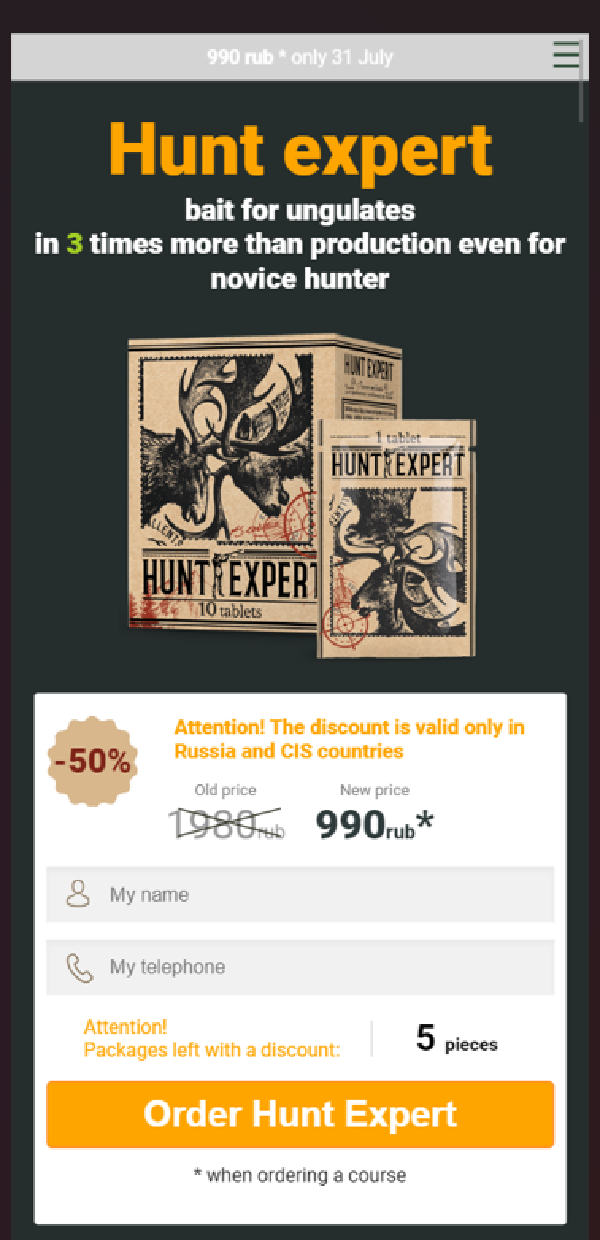 990 rub * only 31 July
Hunt expert
bait for ungulates
in 3 times more than production even for
novice hunter
HUNT EXPERT
1 tablet
HUNT EXPERT
HUNT EXPERT
10 tablets
Attention! The discount is valid only in
Russia and CIS countries
-50%
Old price
New price
1980rub
990rub*
My name
My telephone
Attention!
Packages left with a discount:
5 pieces
Order Hunt Expert
* when ordering a course